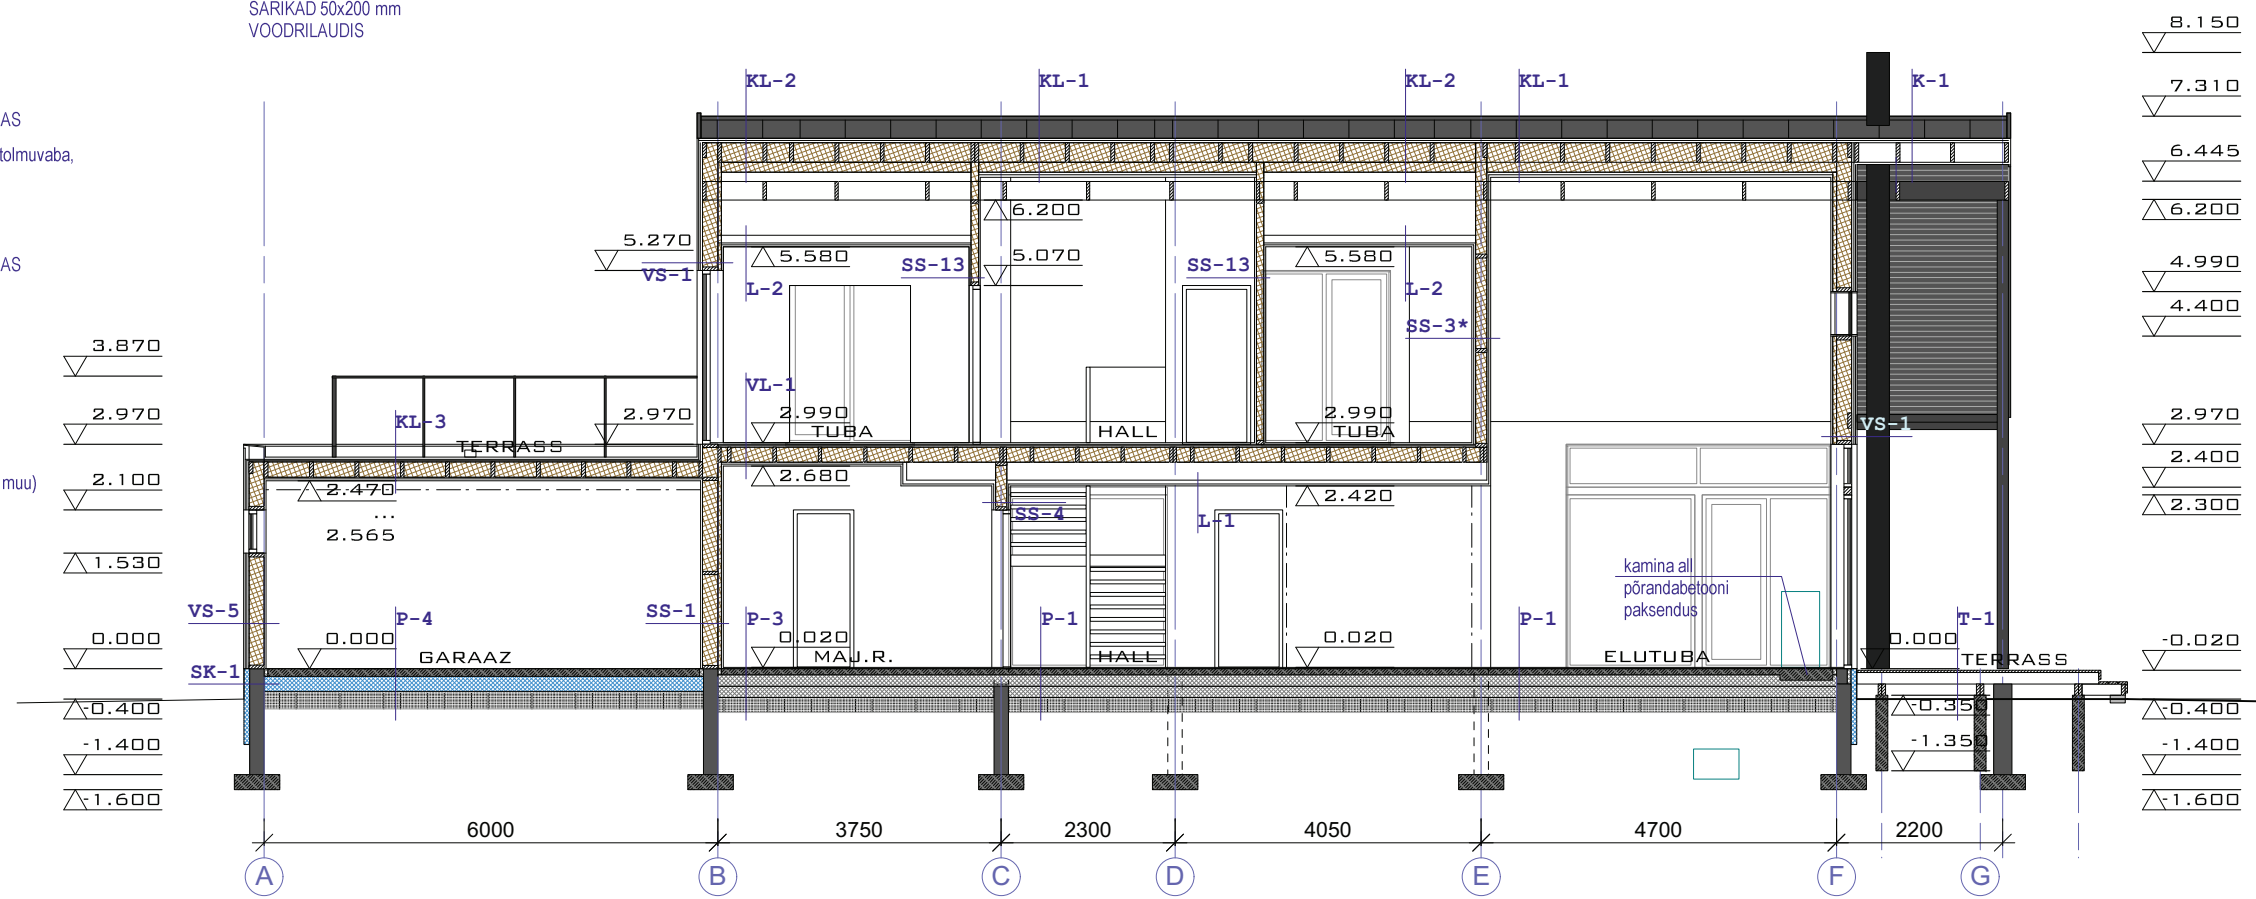 SARIKAD 50x200 mm
VOODRILAUDIS
8.150
KL-2 KL-1 KL-2 KL-1 K-1
7.310
AS
tolmuvaba,
6.445
6.200 6.200
5.270 5.580 5.070 5.580
AS VS-1 SS-13 SS-13 4.990
L-2 L-2
4.400
SS-3*
3.870
VL-1
2.970 KL-3 2.970 2.990 2.990 2.970
TERRASS TUBA HALL TUBA VS-1
muu) 2.100 2.470 2.680 2.420 2.400
... SS-4 L-1 2.300
2.565
1.530
kamina all
põrandabetooni
paksendus
VS-5 P-4 SS-1 P-3 P-1 P-1 T-1
0.000 0.000 0.020 0.020 0.000 -0.020
GARAAZ MAJ.R. HALL ELUTUBA TERRASS
SK-1
-0.400 -0.350 -0.400
-1.400 -1.350 -1.400
-1.600 -1.600
6000 3750 2300 4050 4700 2200
A B C D E F G